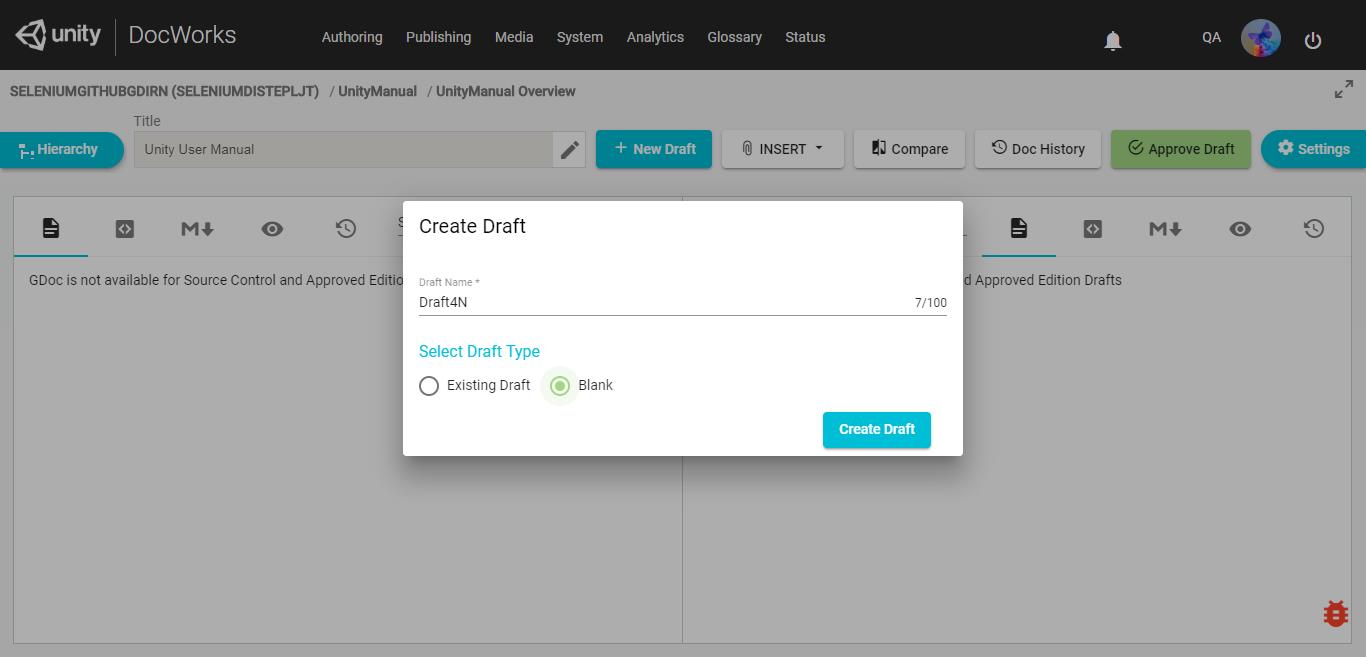 unity DocWorks Authoring Publishing Media System Analytics Glossary Status QA
SELENIUMGITHUBGDIRN (SELENIUMDISTEPLJT) / UnityManual / UnityManual Overview
Title
Hierarchy Unity User Manual + New Draft INSERT Compare Doc History Approve Draft Settings
M
M
GDoc is not available for Source Control and Approved Editio
d Approved Edition Drafts
Create Draft
Draft Name *
Draft4N 7/100
Select Draft Type
Existing Draft Blank
Create Draft